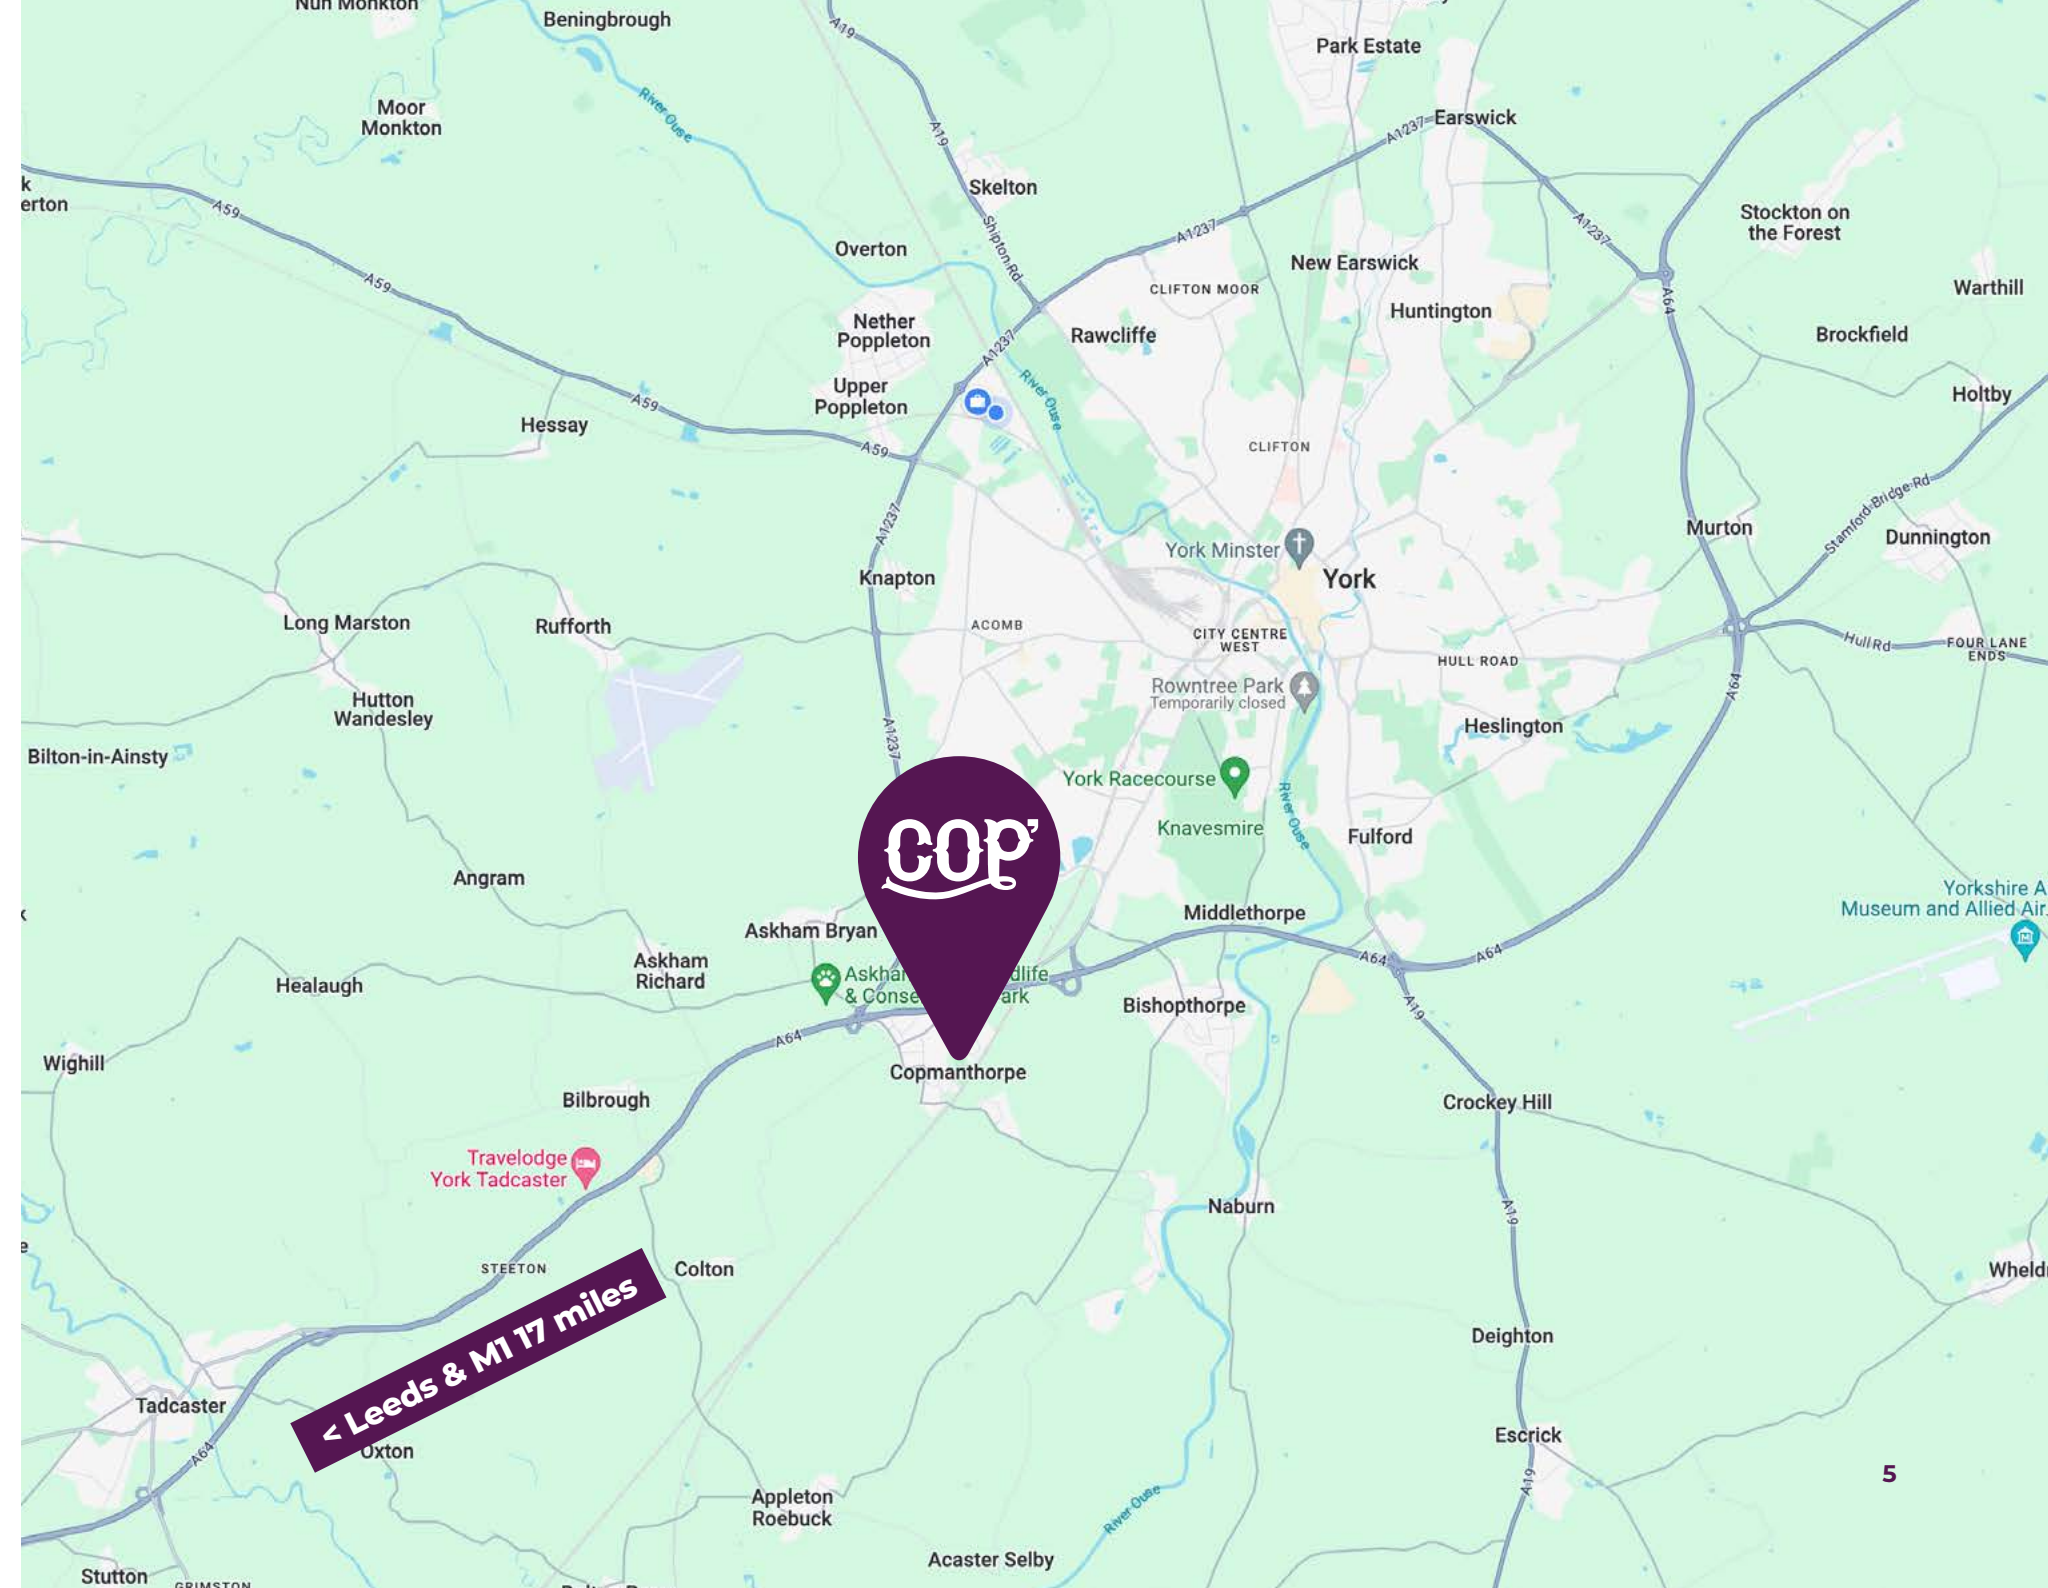 Nun Monkton
Beningbrough
A19
Park Estate
Moor
Monkton
River Ouse
A19
A1237
Earswick
k
erton
A59
Skelton
Shipton Rd
A1237
A1237
Stockton on
the Forest
Overton
New Earswick
A59
CLIFTON MOOR
A64
Warthill
Nether
Poppleton
A1237
Rawcliffe
Huntington
Brockfield
Upper
Poppleton
River Ouse
A59
Holtby
Hessay
A59
CLIFTON
A1237
Stamford Bridge Rd
Murton
Dunnington
York Minster
York
Knapton
Long Marston
Rufforth
ACOMB
CITY CENTRE
WEST
HULL ROAD
Hull Rd
FOUR LANE
ENDS
Rowntree Park
Temporarily closed
A64
Hutton
Wandesley
A1237
Heslington
Bilton-in-Ainsty
York Racecourse
River Ouse
Knavesmire
Fulford
COP'
Angram
Yorkshire A
Museum and Allied Air.
Middlethorpe
Askham Bryan
A64
A64
Askham
Richard
Askha
dlife
& Conse
ark
Healaugh
Bishopthorpe
A19
A64
Wighill
Copmanthorpe
Bilbrough
Crockey Hill
Travelodge
York Tadcaster
Naburn
A19
STEETON
Colton
Wheld
< Leeds & M1 17 miles
Deighton
Tadcaster
Oxton
A64
Escrick
A19
5
Appleton
Roebuck
River Ouse
Acaster Selby
Stutton
GRIMSTON